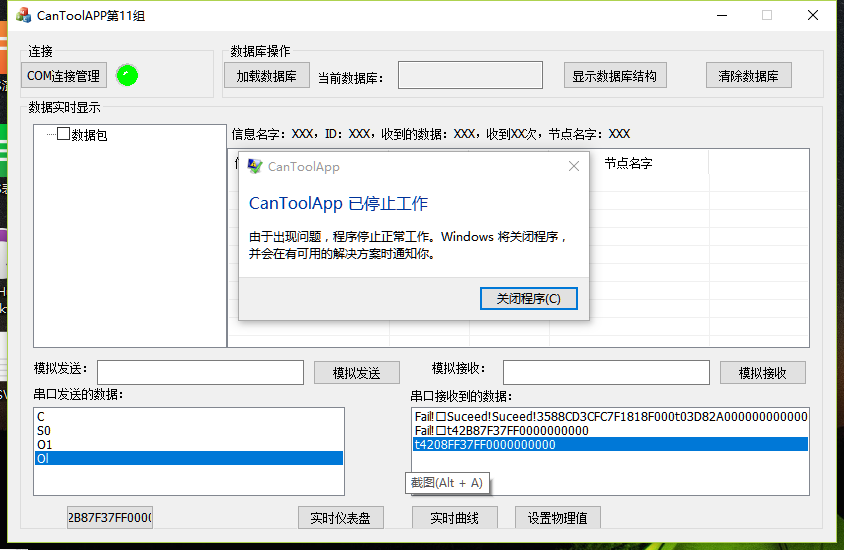 CanToolAPP第11组
连接
数据库操作
COM连接管理
加载数据库
当前数据库：
显示数据库结构
清除数据库
数据实时显示
数据包
信息名字：XXX，ID：XXX，收到的数据：XXX，收到XX次，节点名字：XXX
节点名字
CanToolApp
CanToolApp 已停止工作
由于出现问题，程序停止正常工作。Windows 将关闭程序，
并会在有可用的解决方案时通知你。
关闭程序(C)
模拟发送：
模拟发送
模拟接收：
模拟接收
串口发送的数据：
串口接收到的数据：
C
S0
O1
Ol
Fail!□Suceed!Suceed!3588CD3CFC7F1818F000t03D82A000000000000
Fail!□t42B87F37FF0000000000
t4208FF37FF0000000000
截图(Alt + A)
2B87F37FF000
实时仪表盘
实时曲线
设置物理值